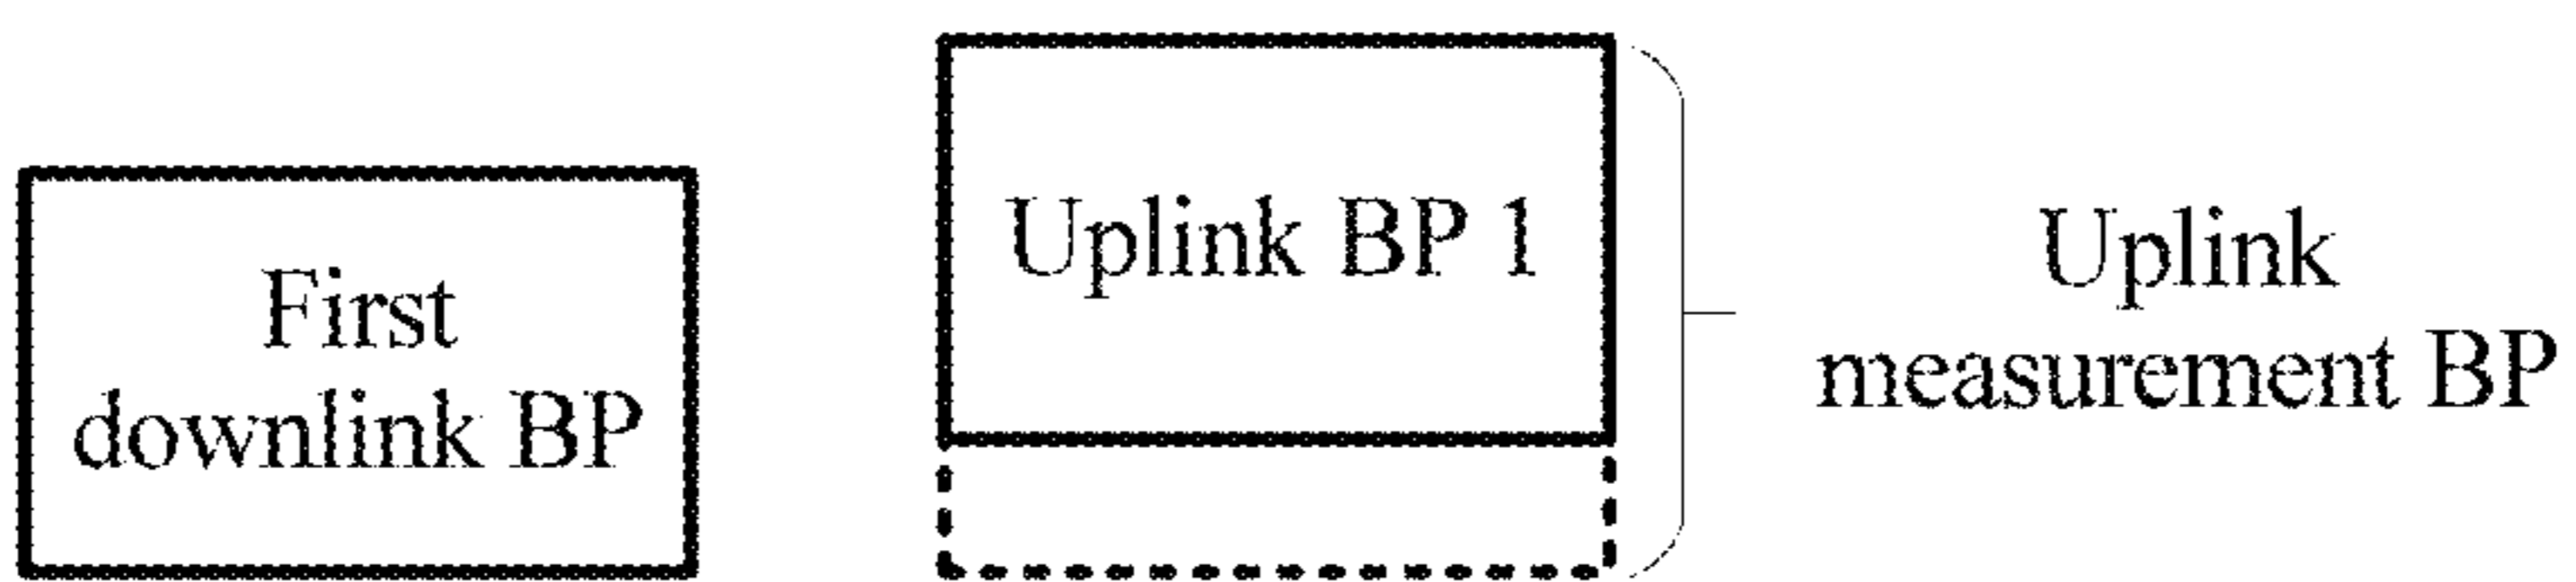 First
downlink BP
Uplink BP 1
Uplink
measurement BP